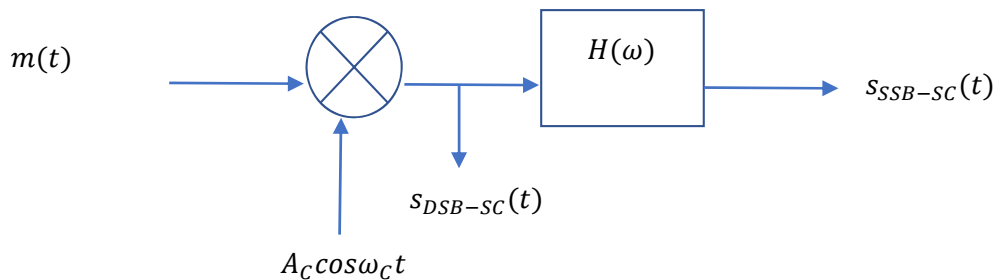 m(t)
H(ω)
s_{SSB−SC}(t)
s_{DSB−SC}(t)
A_C cosω_C t